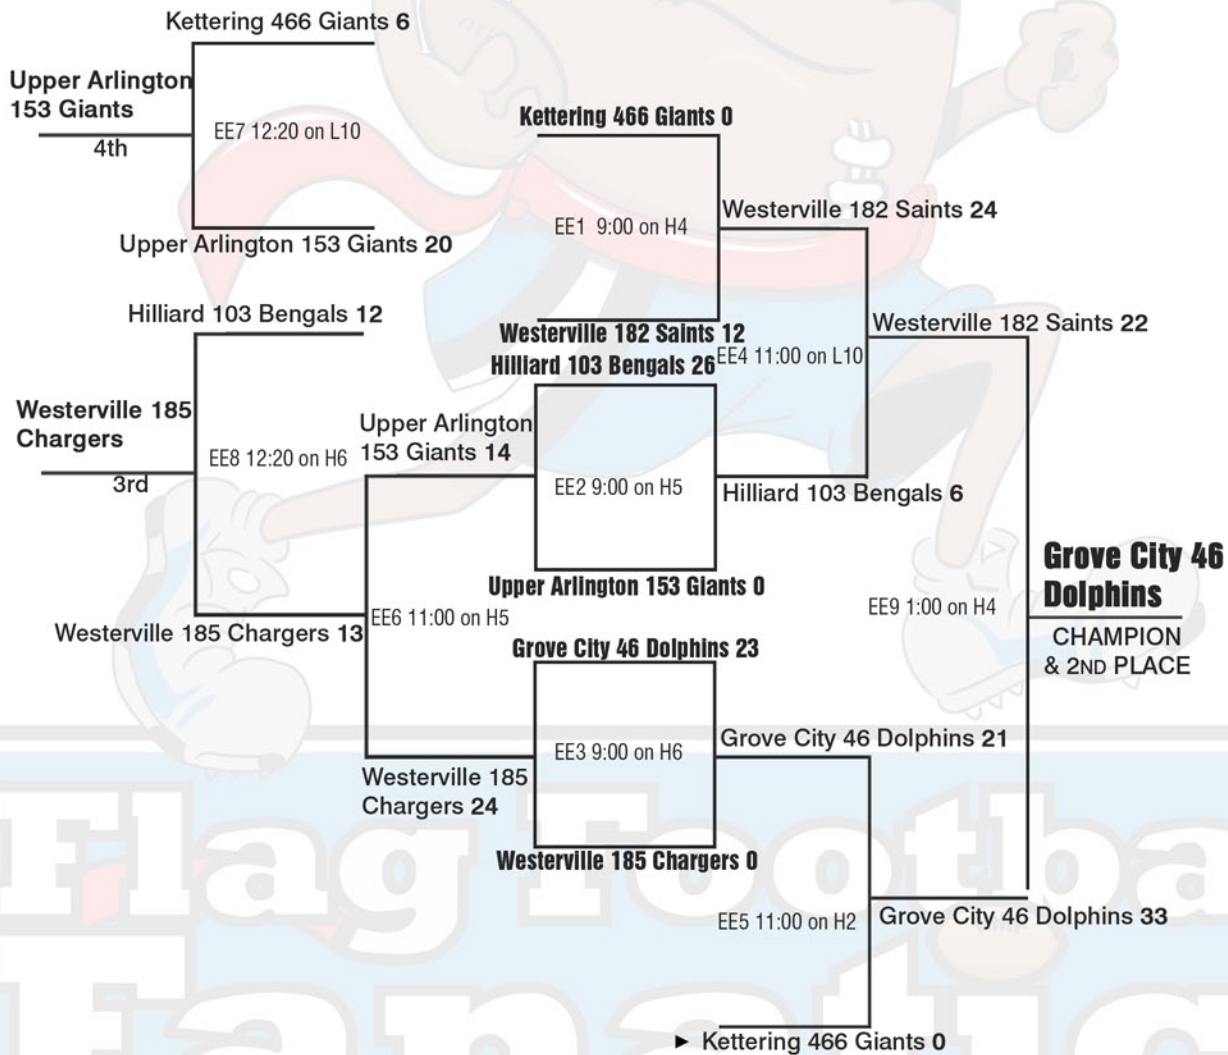 Kettering 466 Giants 6
Upper Arlington
153 Giants
4th
EE7 12:20 on L10
Upper Arlington 153 Giants 20
Kettering 466 Giants 0
EE1 9:00 on H4
Westerville 182 Saints 12
Westerville 182 Saints 24
Hilliard 103 Bengals 26
EE4 11:00 on L10
Westerville 182 Saints 22
Hilliard 103 Bengals 12
Westerville 185
Chargers
3rd
EE8 12:20 on H6
Upper Arlington
153 Giants 14
EE2 9:00 on H5
Hilliard 103 Bengals 6
Upper Arlington 153 Giants 0
Westerville 185 Chargers 13
EE6 11:00 on H5
Grove City 46 Dolphins 23
EE9 1:00 on H4
Grove City 46
Dolphins
CHAMPION
& 2ND PLACE
Westerville 185
Chargers 24
EE3 9:00 on H6
Grove City 46 Dolphins 21
Westerville 185 Chargers 0
EE5 11:00 on H2
Grove City 46 Dolphins 33
► Kettering 466 Giants 0
Flag Footba
Fanatic